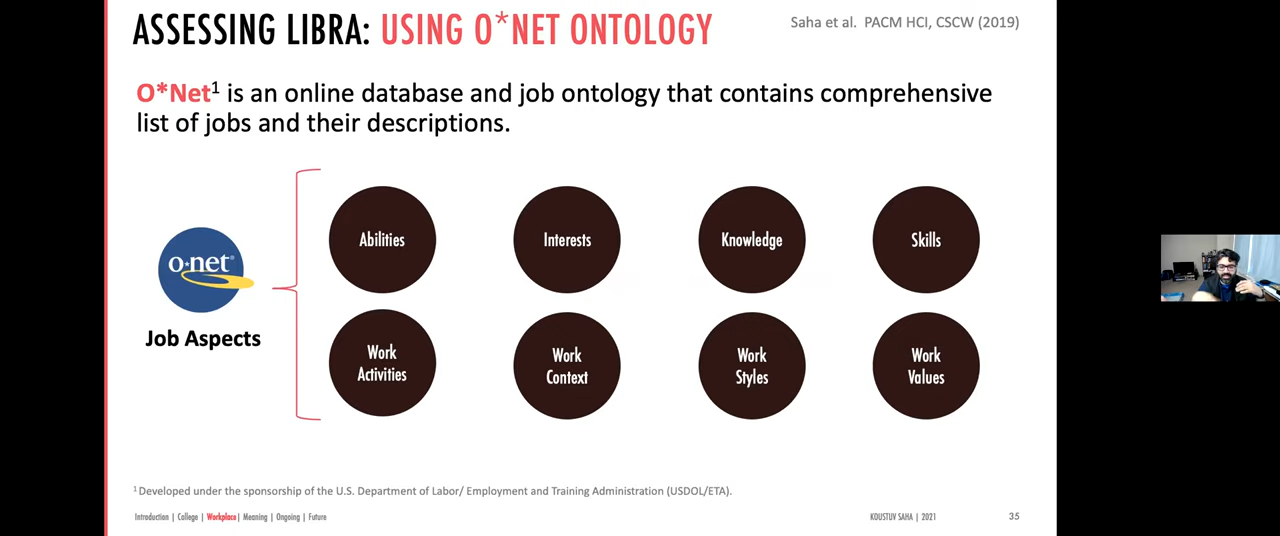 ASSESSING LIBRA: USING O*NET ONTOLOGY
Saha et al. PACM HCI, CSCW (2019)
O*Net1 is an online database and job ontology that contains comprehensive
list of jobs and their descriptions.
o*net®
Job Aspects
Abilities
Interests
Knowledge
Skills
Work
Activities
Work
Context
Work
Styles
Work
Values
1 Developed under the sponsorship of the U.S. Department of Labor/ Employment and Training Administration (USDOL/ETA).
Introduction | College | Workplace | Meaning | Ongoing | Future
KOUSTUV SAHA | 2021
35